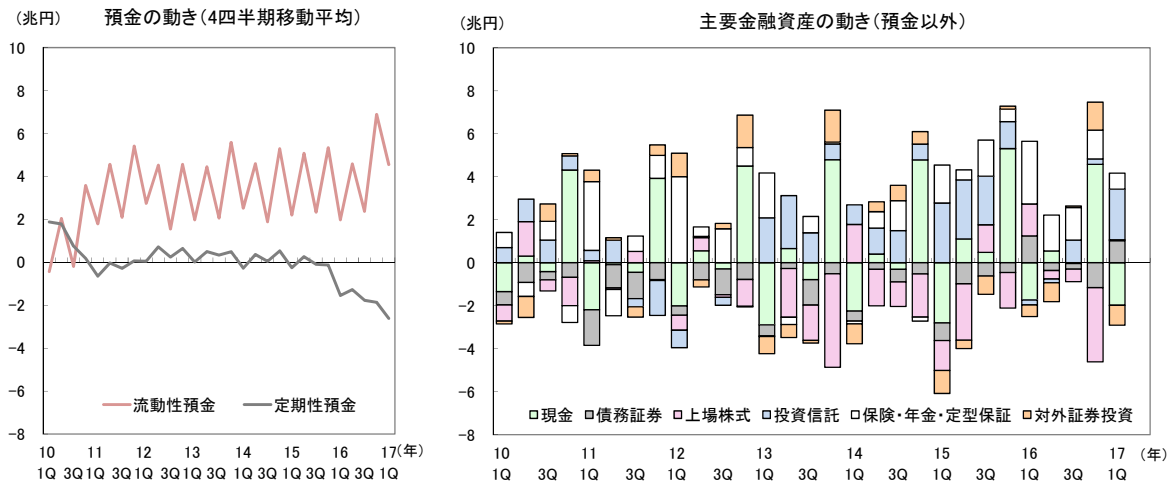 (兆円)
預金の動き(4四半期移動平均)
10
8
6
4
2
0
-2
-4
-6
-8
流動性預金
定期性預金
10 11 12 13 14 15 16 17 (年)
1Q 1Q 1Q 1Q 1Q 1Q 1Q 1Q
3Q 3Q 3Q 3Q 3Q 3Q 3Q
(兆円)
主要金融資産の動き(預金以外)
10
8
6
4
2
0
-2
-4
-6
-8
現金 債務証券 上場株式 投資信託 保険・年金・定型保証 対外証券投資
10 11 12 13 14 15 16 17 (年)
1Q 3Q 1Q 3Q 1Q 3Q 1Q 3Q 1Q 3Q 1Q 3Q 1Q 3Q 1Q